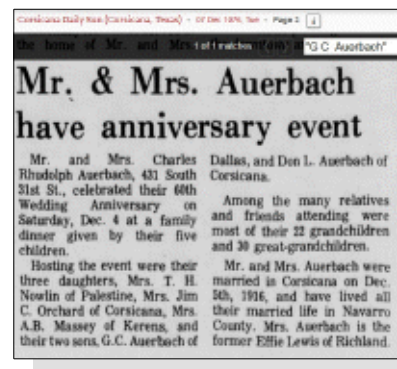 Corsicana Daily Sun (Corsicana, Texas) - 07 Dec 1976, Tue - Page 3
the home of Mr. and Mrs.
1 of 1 matches
"G C Auerbach"
Mr. & Mrs. Auerbach
have anniversary event
Mr. and Mrs. Charles
Rhudolph Auerbach, 431 South
31st St., celebrated their 60th
Wedding Anniversary on
Saturday, Dec. 4 at a family
dinner given by their five
children.
Hosting the event were their
three daughters, Mrs. T. H.
Nowlin of Palestine, Mrs. Jim
C. Orchard of Corsicana, Mrs.
A.B. Massey of Kerens, and
their two sons, G.C. Auerbach of
Dallas, and Don L. Auerbach of
Corsicana.
Among the many relatives
and friends attending were
most of their 22 grandchildren
and 30 great-grandchildren.
Mr. and Mrs. Auerbach were
married in Corsicana on Dec.
5th, 1916, and have lived all
their married life in Navarro
County. Mrs. Auerbach is the
former Effie Lewis of Richland.